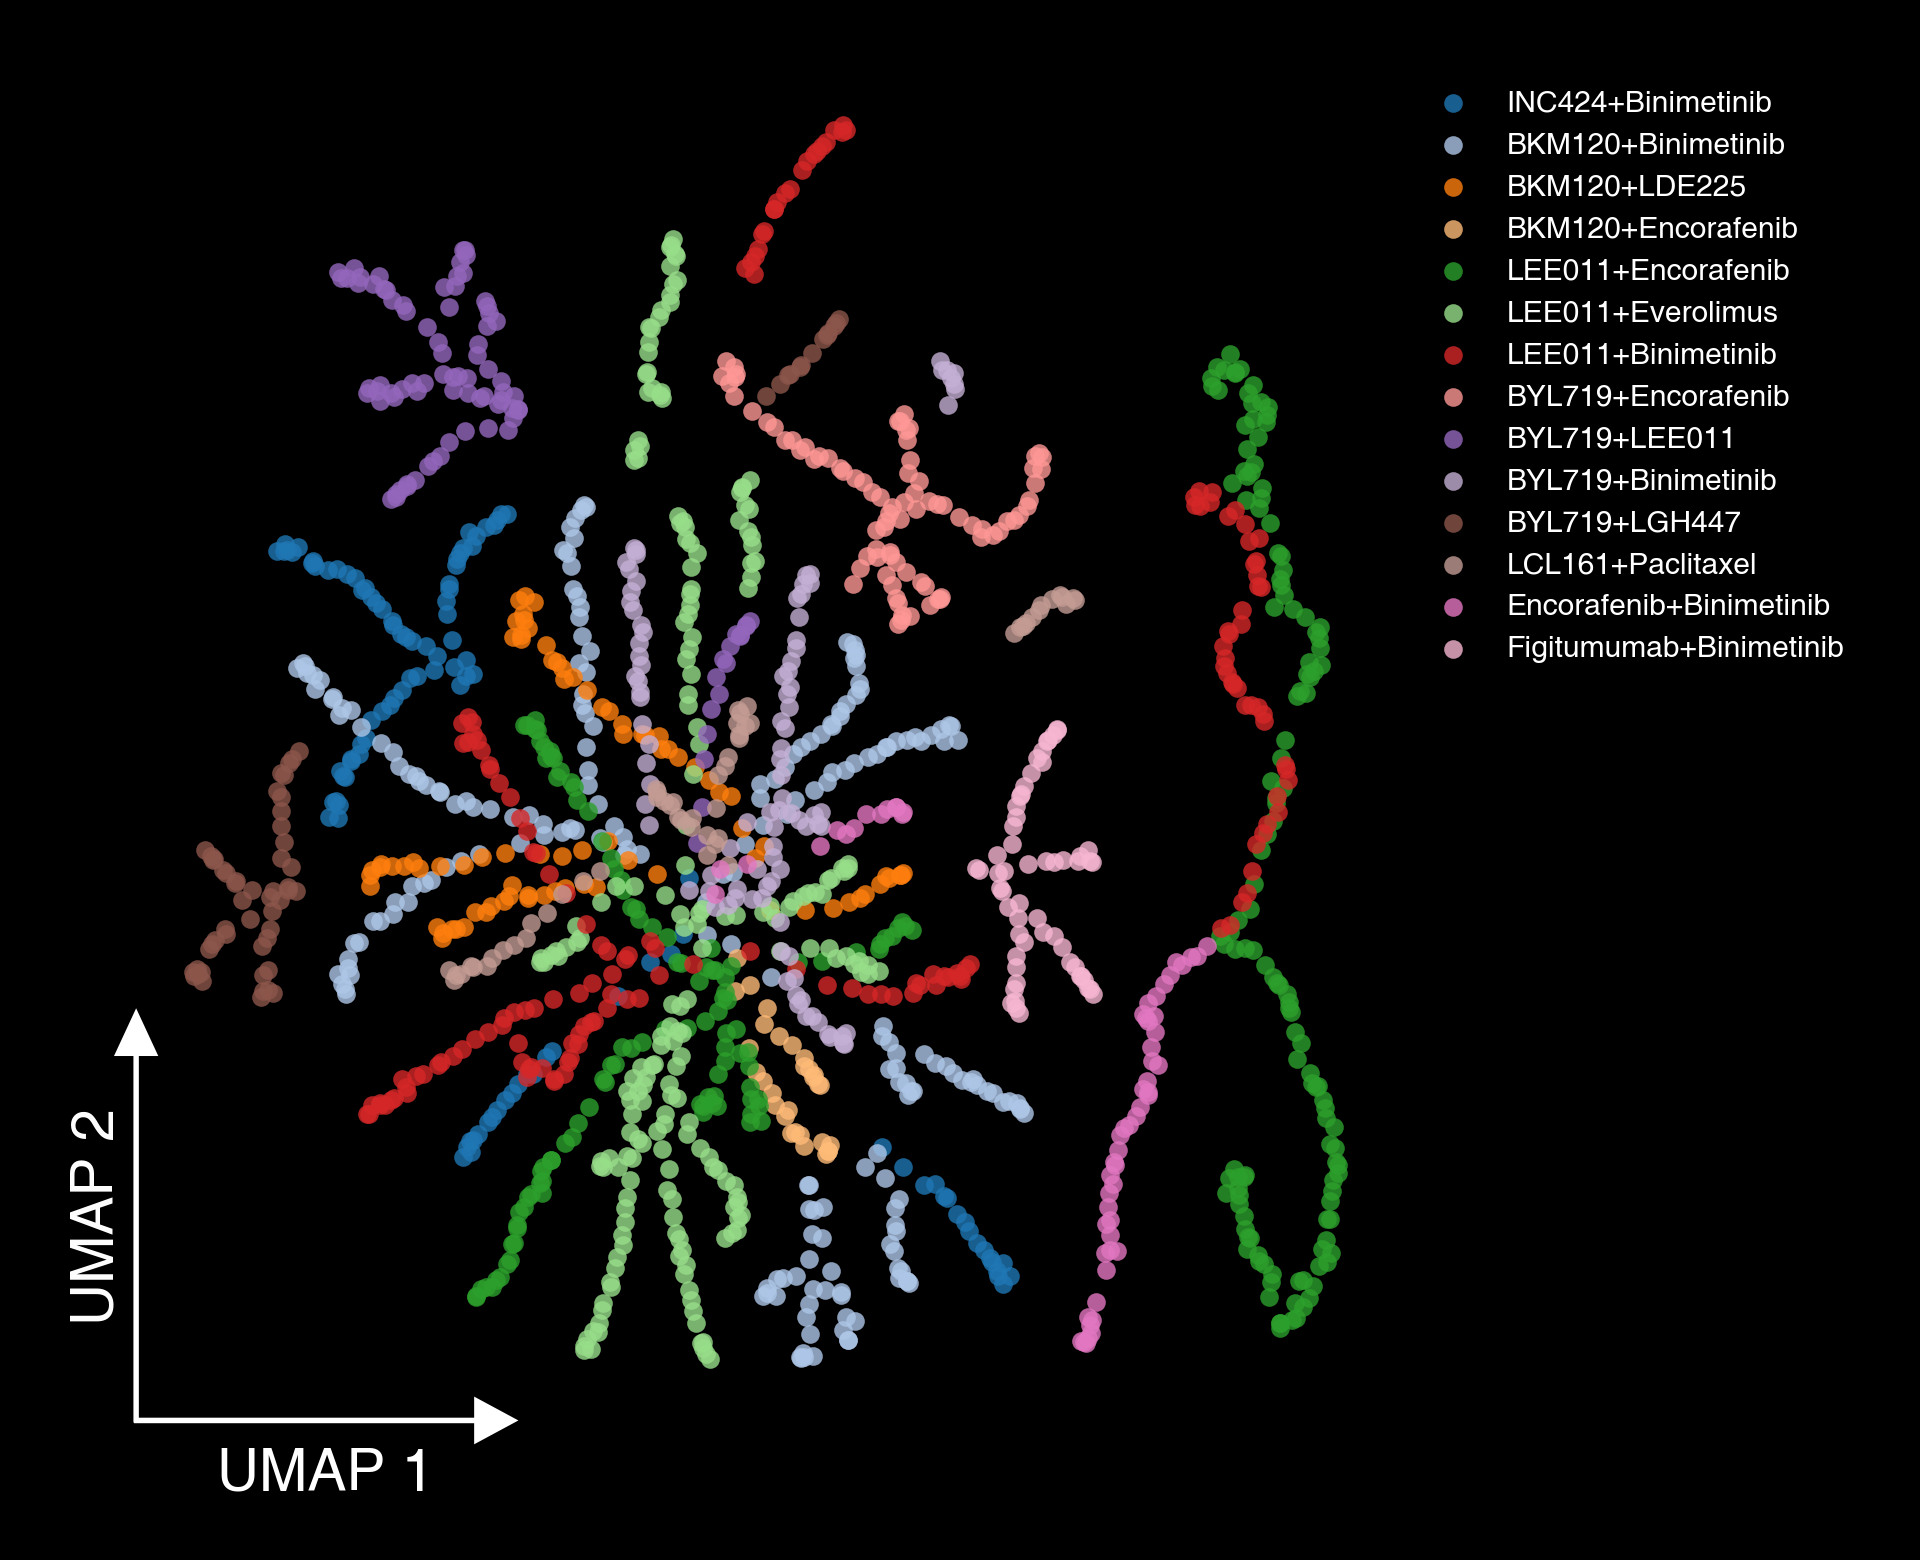 INC424+Binimetinib
BKM120+Binimetinib
BKM120+LDE225
BKM120+Encorafenib
LEE011+Encorafenib
LEE011+Everolimus
LEE011+Binimetinib
BYL719+Encorafenib
BYL719+LEE011
BYL719+Binimetinib
BYL719+LGH447
LCL161+Paclitaxel
Encorafenib+Binimetinib
Figitumumab+Binimetinib
UMAP 2
UMAP 1